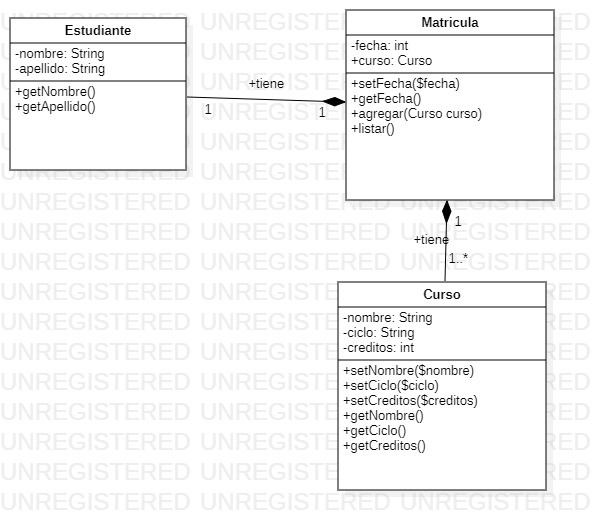 Estudiante
-nombre: String
-apellido: String
+getNombre()
+getApellido()
+tiene
1
1
Matricula
-fecha: int
+curso: Curso
+setFecha($fecha)
+getFecha()
+agregar(Curso curso)
+listar()
1
+tiene
1..*
Curso
-nombre: String
-ciclo: String
-creditos: int
+setNombre($nombre)
+setCiclo($ciclo)
+setCreditos($creditos)
+getNombre()
+getCiclo()
+getCreditos()
UNREGISTERED UNREGISTERED UNREGISTERED